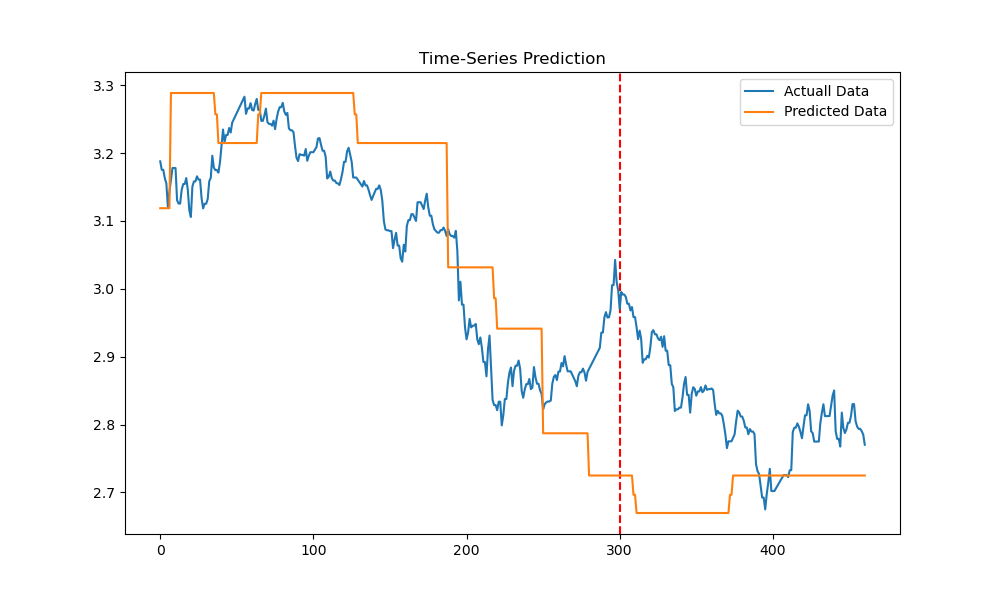 Time-Series Prediction
Actuall Data
Predicted Data
3.3
3.2
3.1
3.0
2.9
2.8
2.7
0 100 200 300 400